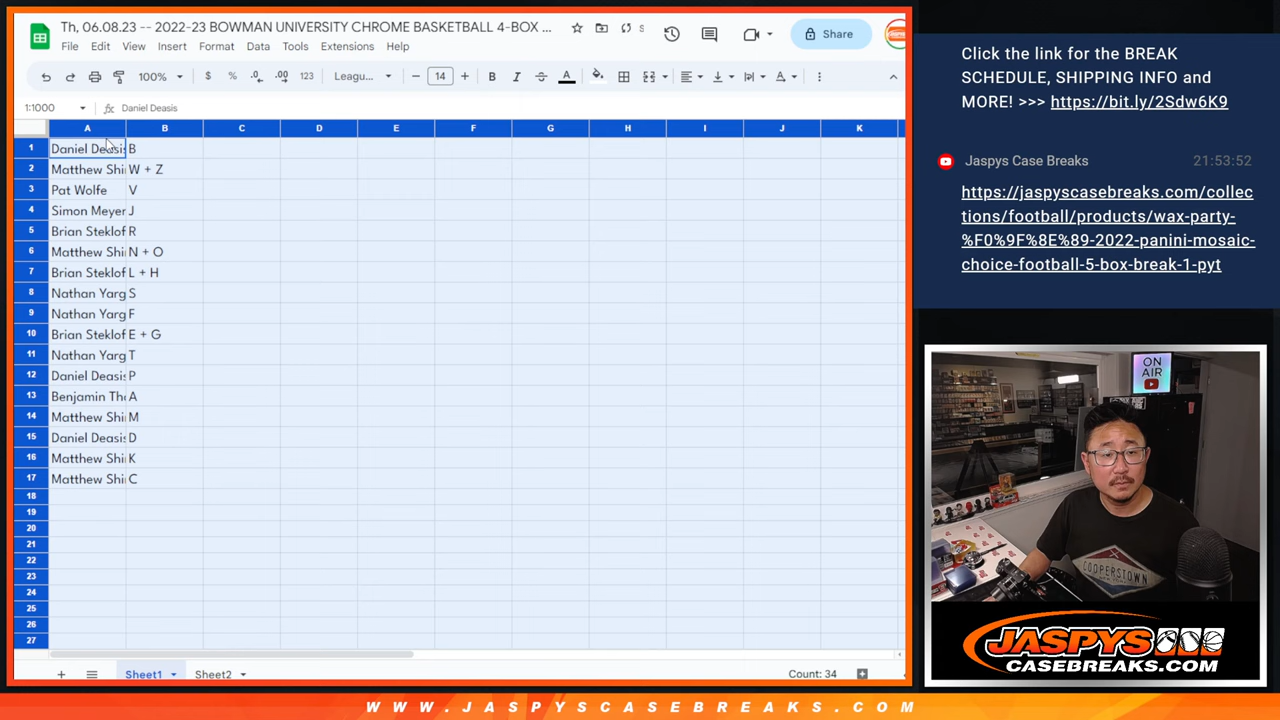 Th, 06.08.23 -- 2022-23 BOWMAN UNIVERSITY CHROME BASKETBALL 4-BOX ...
File Edit View Insert Format Data Tools Extensions Help
Share
100% $ % .0 .00 123 Leagu... − 14 + B I A
1:1000 fx Daniel Deasis
A B C D E F G H I J K
1 Daniel Deasis B
2 Matthew Shi W + Z
3 Pat Wolfe V
4 Simon Meyer J
5 Brian Steklof R
6 Matthew Shi N + O
7 Brian Steklof L + H
8 Nathan Yarg S
9 Nathan Yarg F
10 Brian Steklof E + G
11 Nathan Yarg T
12 Daniel Deasis P
13 Benjamin Tho A
14 Matthew Shi M
15 Daniel Deasis D
16 Matthew Shi K
17 Matthew Shi C
18
19
20
21
22
23
24
25
26
27
+ Sheet1 Sheet2 Count: 34
Click the link for the BREAK
SCHEDULE, SHIPPING INFO and
MORE! >>> https://bit.ly/2Sdw6K9
Jaspys Case Breaks 21:53:52
https://jaspyscasebreaks.com/collec
tions/football/products/wax-party-
%F0%9F%8E%89-2022-panini-mosaic-
choice-football-5-box-break-1-pyt
ON
AIR
COOPERSTOWN
JASPYS
CASEBREAKS.COM
WWW.JASPYSCASEBREAKS.COM